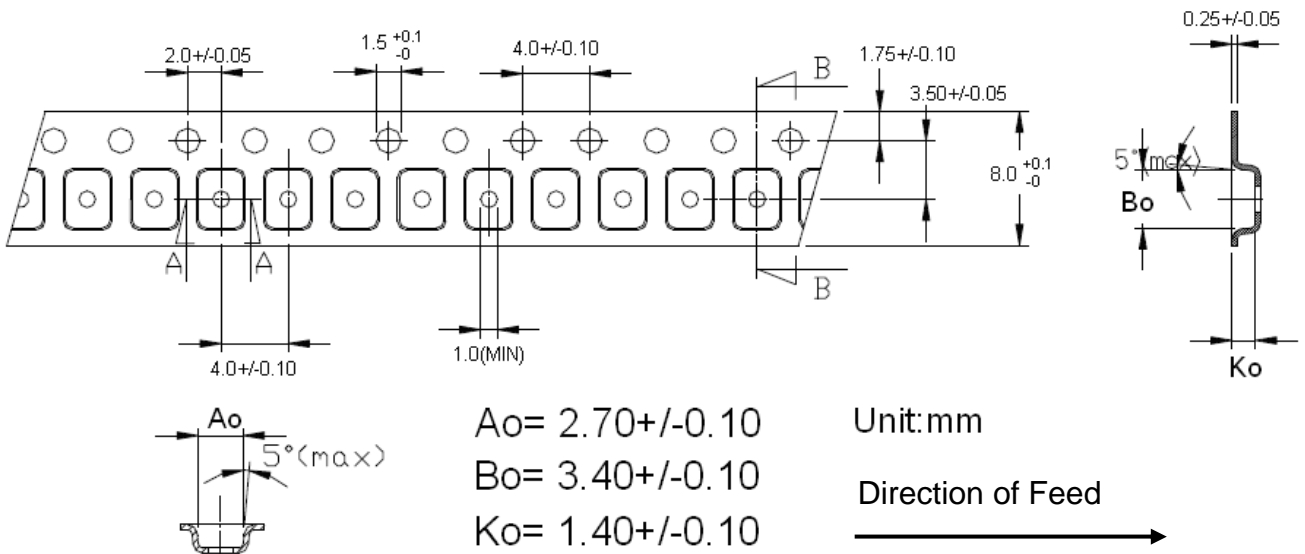 0.25+/-0.05
2.0+/-0.05
1.5 +0.1 -0
4.0+/-0.10
1.75+/-0.10
B
3.50+/-0.05
8.0 +0.1 -0
5°(max)
Bo
A
A
B
4.0+/-0.10
1.0(MIN)
Ko
Ao
5°(max)
Ao= 2.70+/-0.10
Unit:mm
Bo= 3.40+/-0.10
Direction of Feed
Ko= 1.40+/-0.10